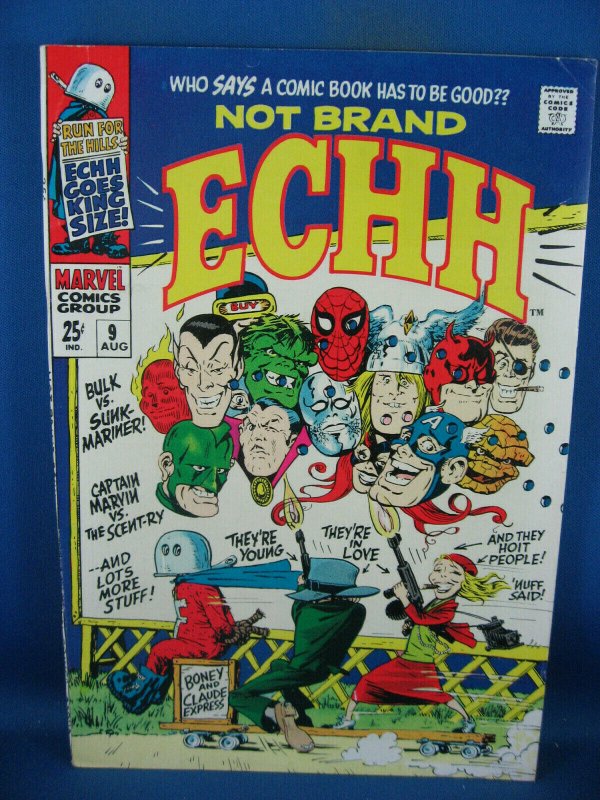 WHO SAYS A COMIC BOOK HAS TO BE GOOD??
NOT BRAND
ECHH
TM
APPROVED
BY THE
COMICS
CODE
AUTHORITY
RUN FOR
THE HILLS--
ECHH
GOES
KING
SIZE!
MARVEL
COMICS
GROUP
25¢
IND.
9
AUG
BUY
A
BULK
VS.
SUNK-
MARINER!
CAPTAIN
MARVIN
VS.
THE SCENT-RY
--AND
LOTS
MORE
STUFF!
THEY'RE
YOUNG
THEY'RE
IN
LOVE
--AND THEY
HOIT
PEOPLE!
'NUFF
SAID!
E
BONEY
AND
CLAUDE
EXPRESS